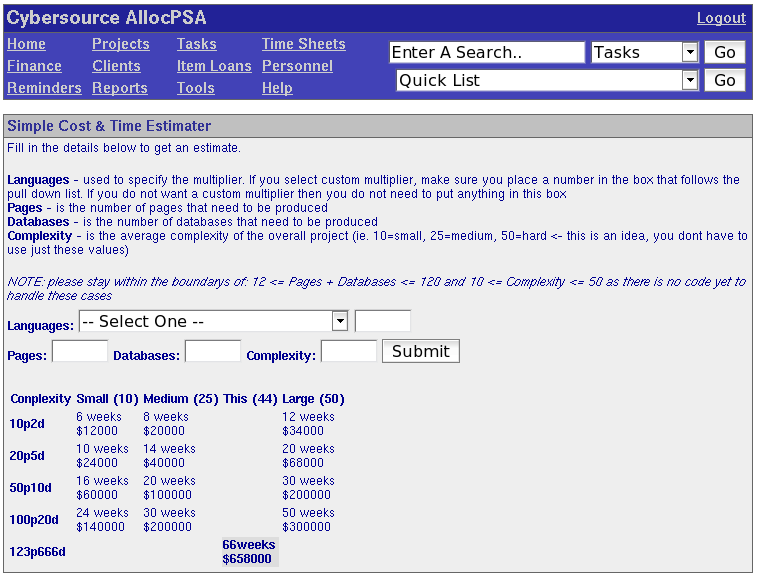 Cybersource AllocPSA Logout
Home Projects Tasks Time Sheets Enter A Search.. Tasks Go
Finance Clients Item Loans Personnel Quick List Go
Reminders Reports Tools Help
Simple Cost & Time Estimater
Fill in the details below to get an estimate.
Languages - used to specify the multiplier. If you select custom multiplier, make sure you place a number in the box that follows the
pull down list. If you do not want a custom multiplier then you do not need to put anything in this box
Pages - is the number of pages that need to be produced
Databases - is the number of databases that need to be produced
Complexity - is the average complexity of the overall project (ie. 10=small, 25=medium, 50=hard <- this is an idea, you dont have to
use just these values)
NOTE: please stay within the boundarys of: 12 <= Pages + Databases <= 120 and 10 <= Complexity <= 50 as there is no code yet to
handle these cases
Languages: -- Select One --
Pages: Databases: Complexity: Submit
Conplexity Small (10) Medium (25) This (44) Large (50)
10p2d 6 weeks 8 weeks 12 weeks
$12000 $20000 $34000
20p5d 10 weeks 14 weeks 20 weeks
$24000 $40000 $68000
50p10d 16 weeks 20 weeks 30 weeks
$60000 $100000 $200000
100p20d 24 weeks 30 weeks 50 weeks
$140000 $200000 $300000
123p666d 66weeks
$658000